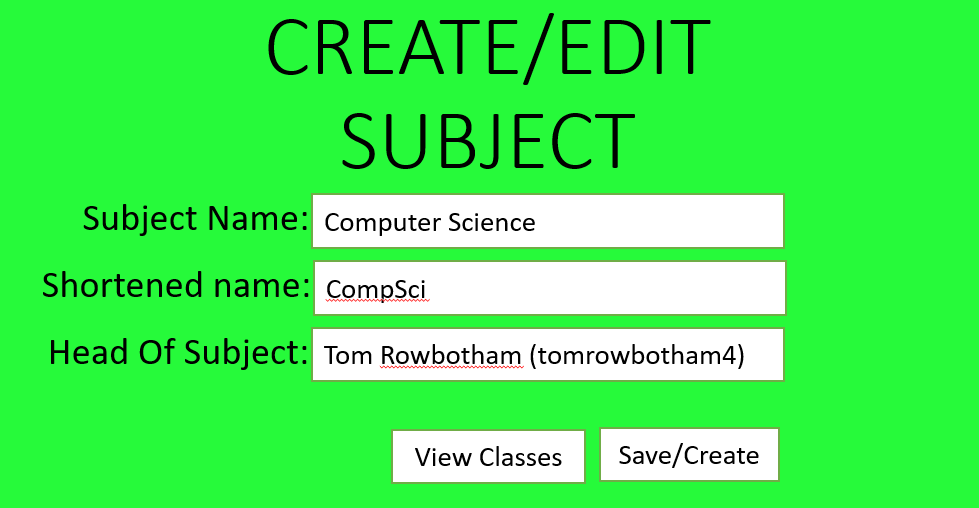 CREATE/EDIT
SUBJECT
Subject Name: Computer Science
Shortened name: CompSci
Head Of Subject: Tom Rowbotham (tomrowbotham4)
View Classes Save/Create